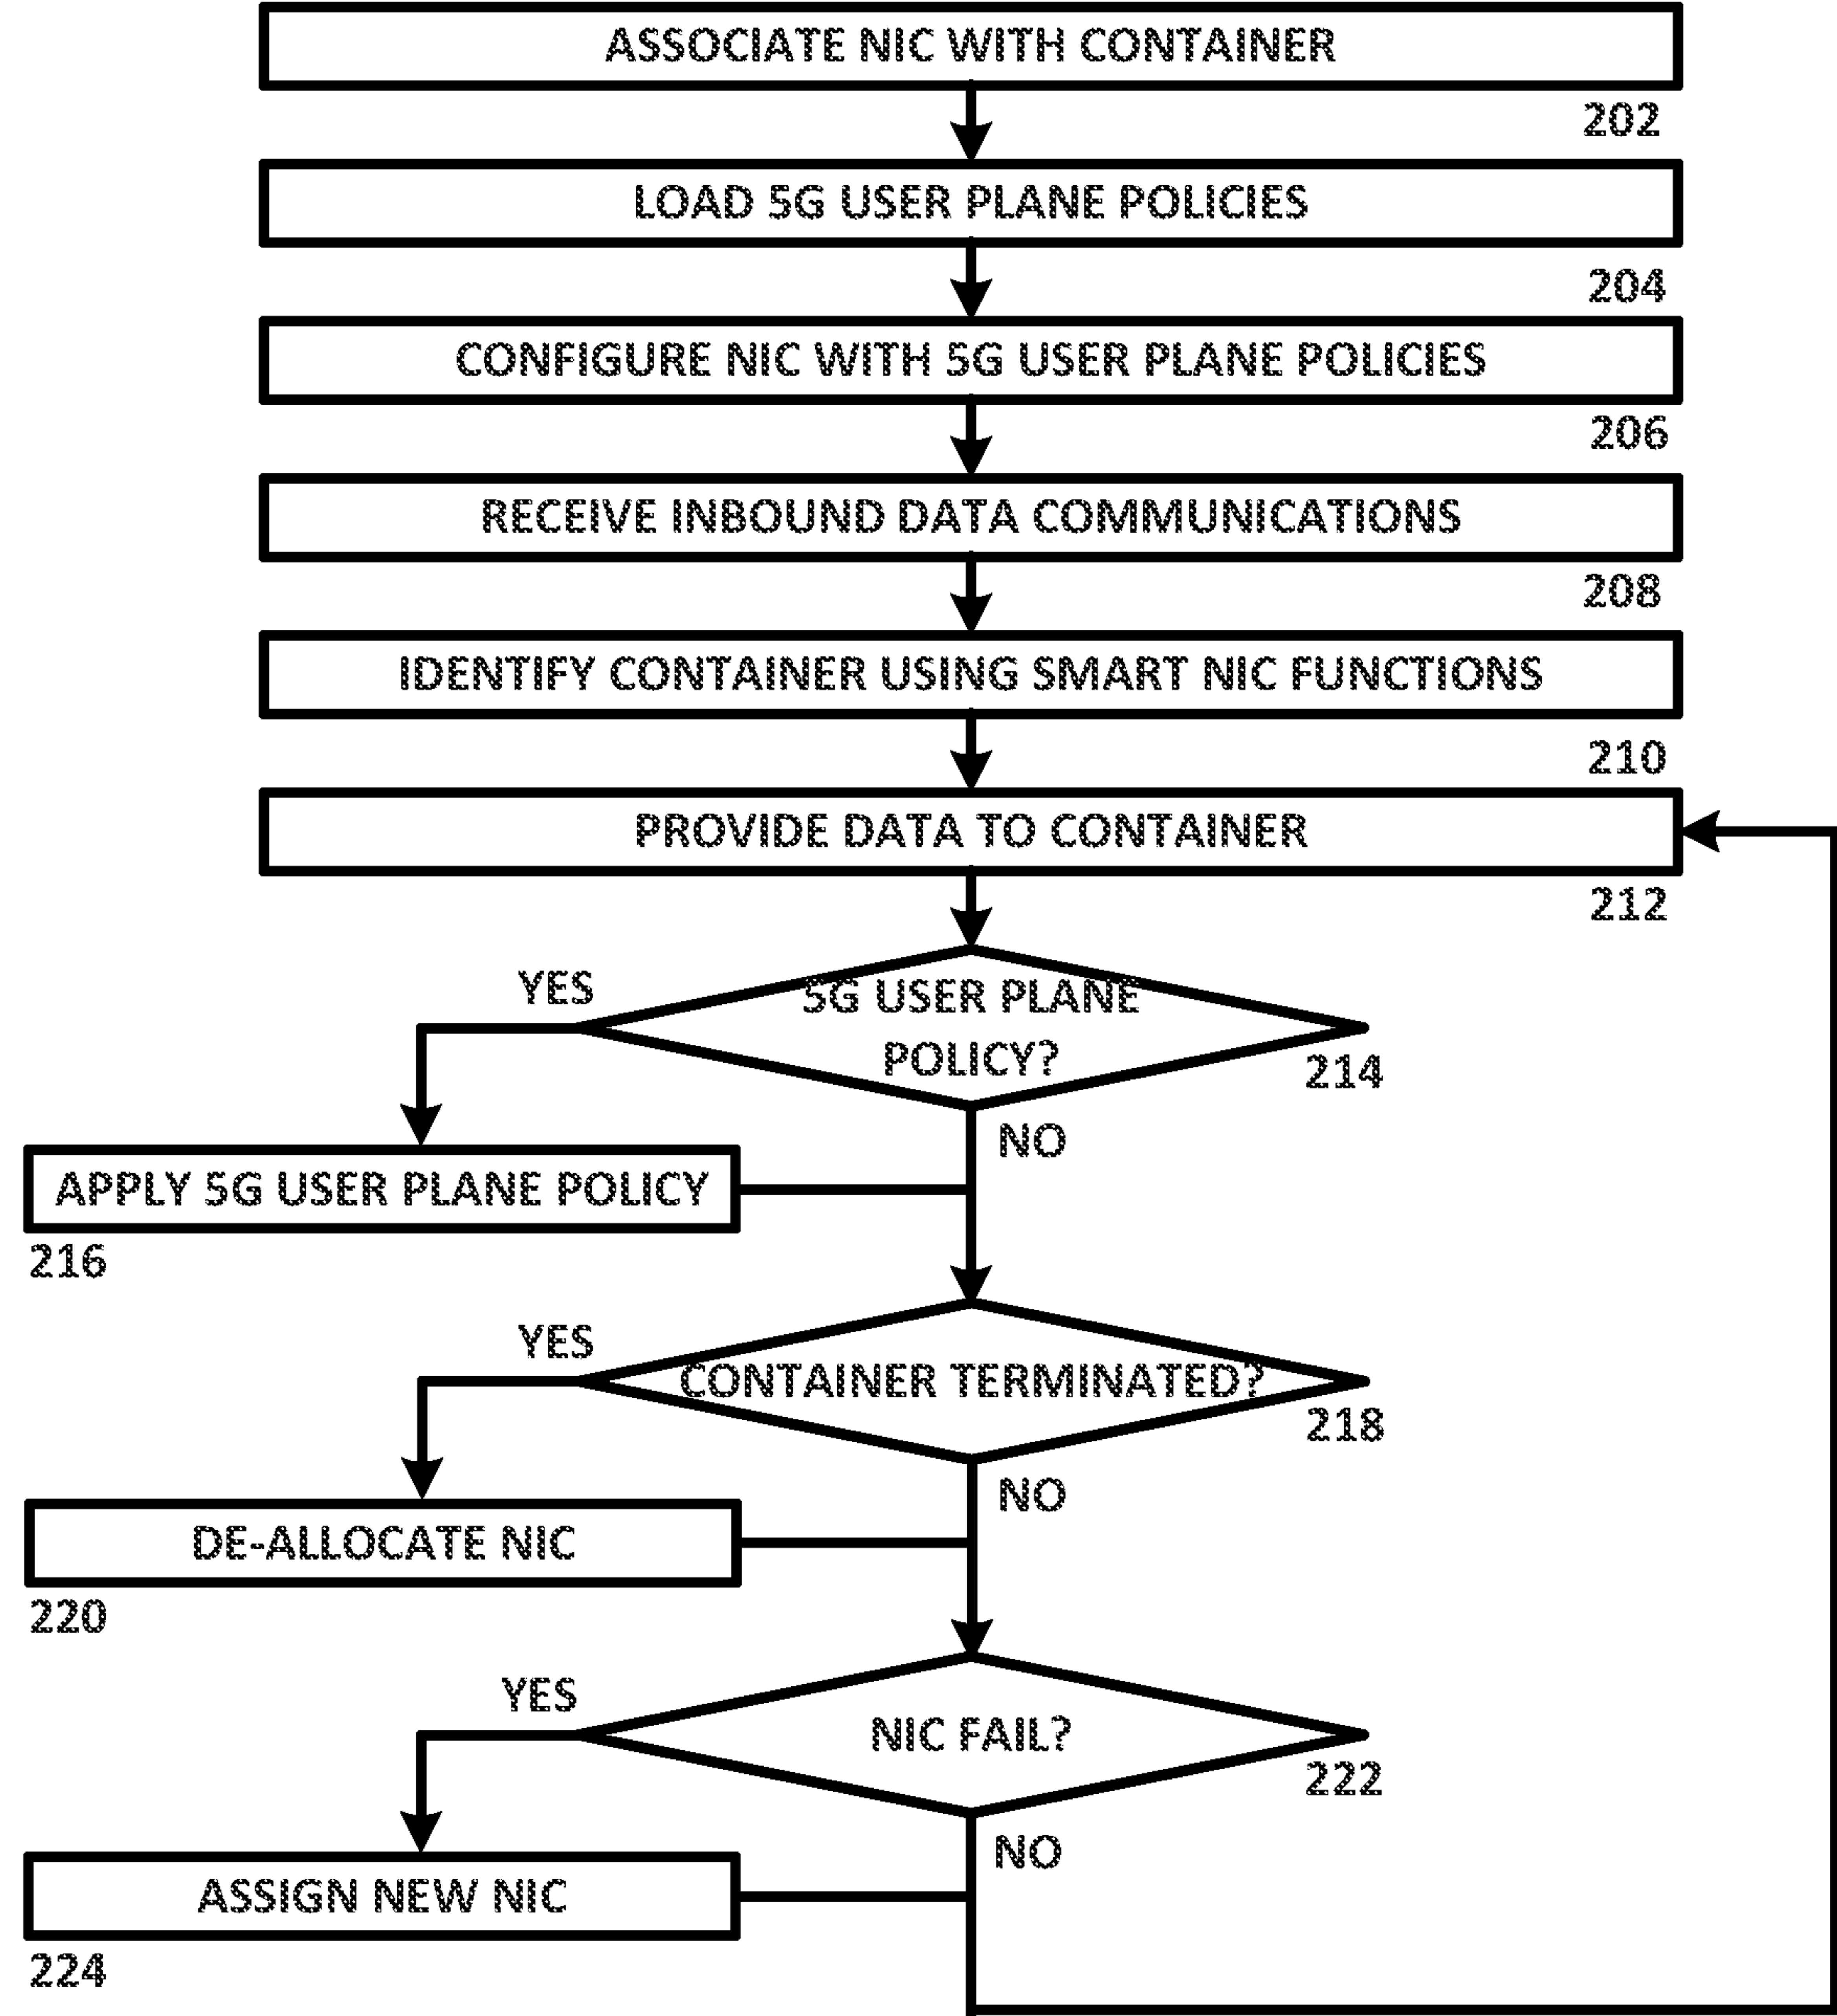 ASSOCIATE NIC WITH CONTAINER
202
LOAD 5G USER PLANE POLICIES
204
CONFIGURE NIC WITH 5G USER PLANE POLICIES
206
RECEIVE INBOUND DATA COMMUNICATIONS
208
IDENTIFY CONTAINER USING SMART NIC FUNCTIONS
210
PROVIDE DATA TO CONTAINER
212
YES
5G USER PLANE
POLICY?
214
NO
APPLY 5G USER PLANE POLICY
216
YES
CONTAINER TERMINATED?
218
NO
DE-ALLOCATE NIC
220
YES
NIC FAIL?
222
NO
ASSIGN NEW NIC
224